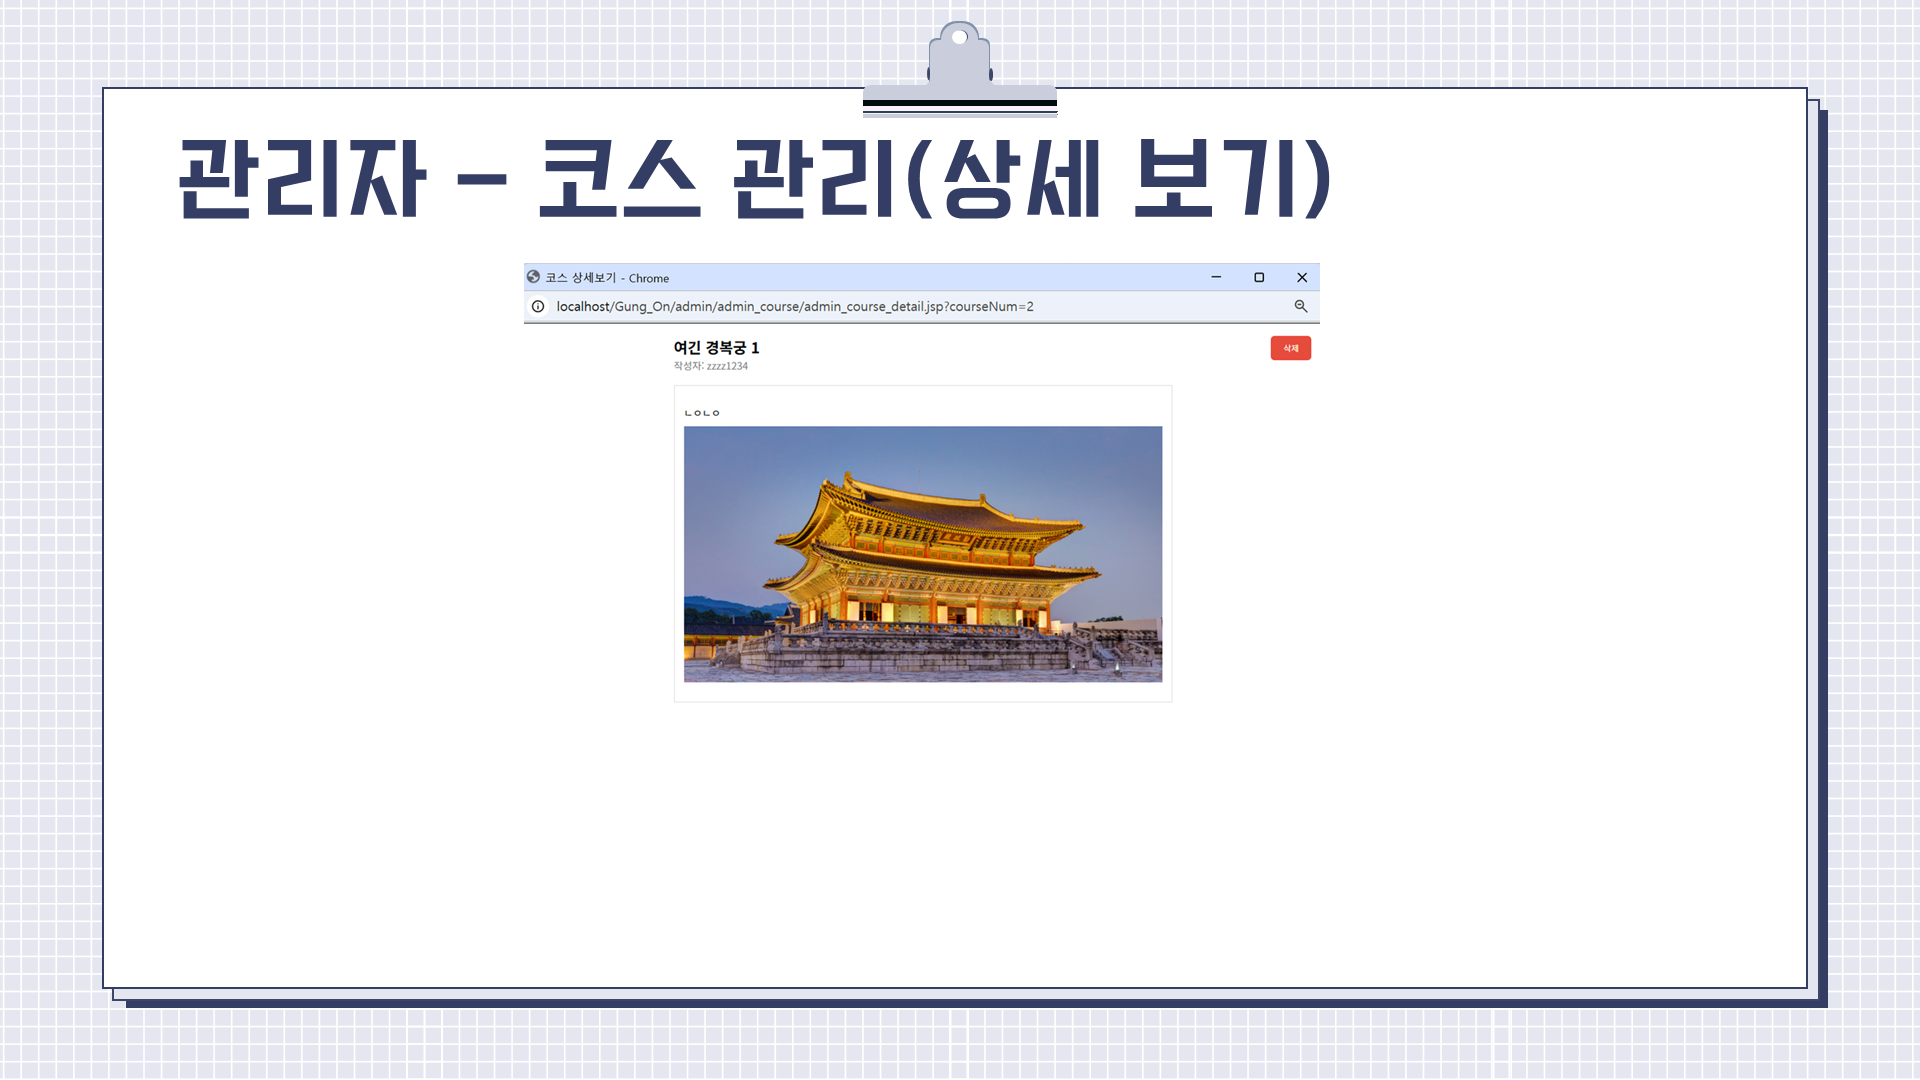 관리자 - 코스 관리(상세 보기)
코스 상세보기 - Chrome
localhost/Gung_On/admin/admin_course/admin_course_detail.jsp?courseNum=2
여긴 경복궁 1
삭제
작성자: zzzz1234
ㄴㅇㄴㅇ